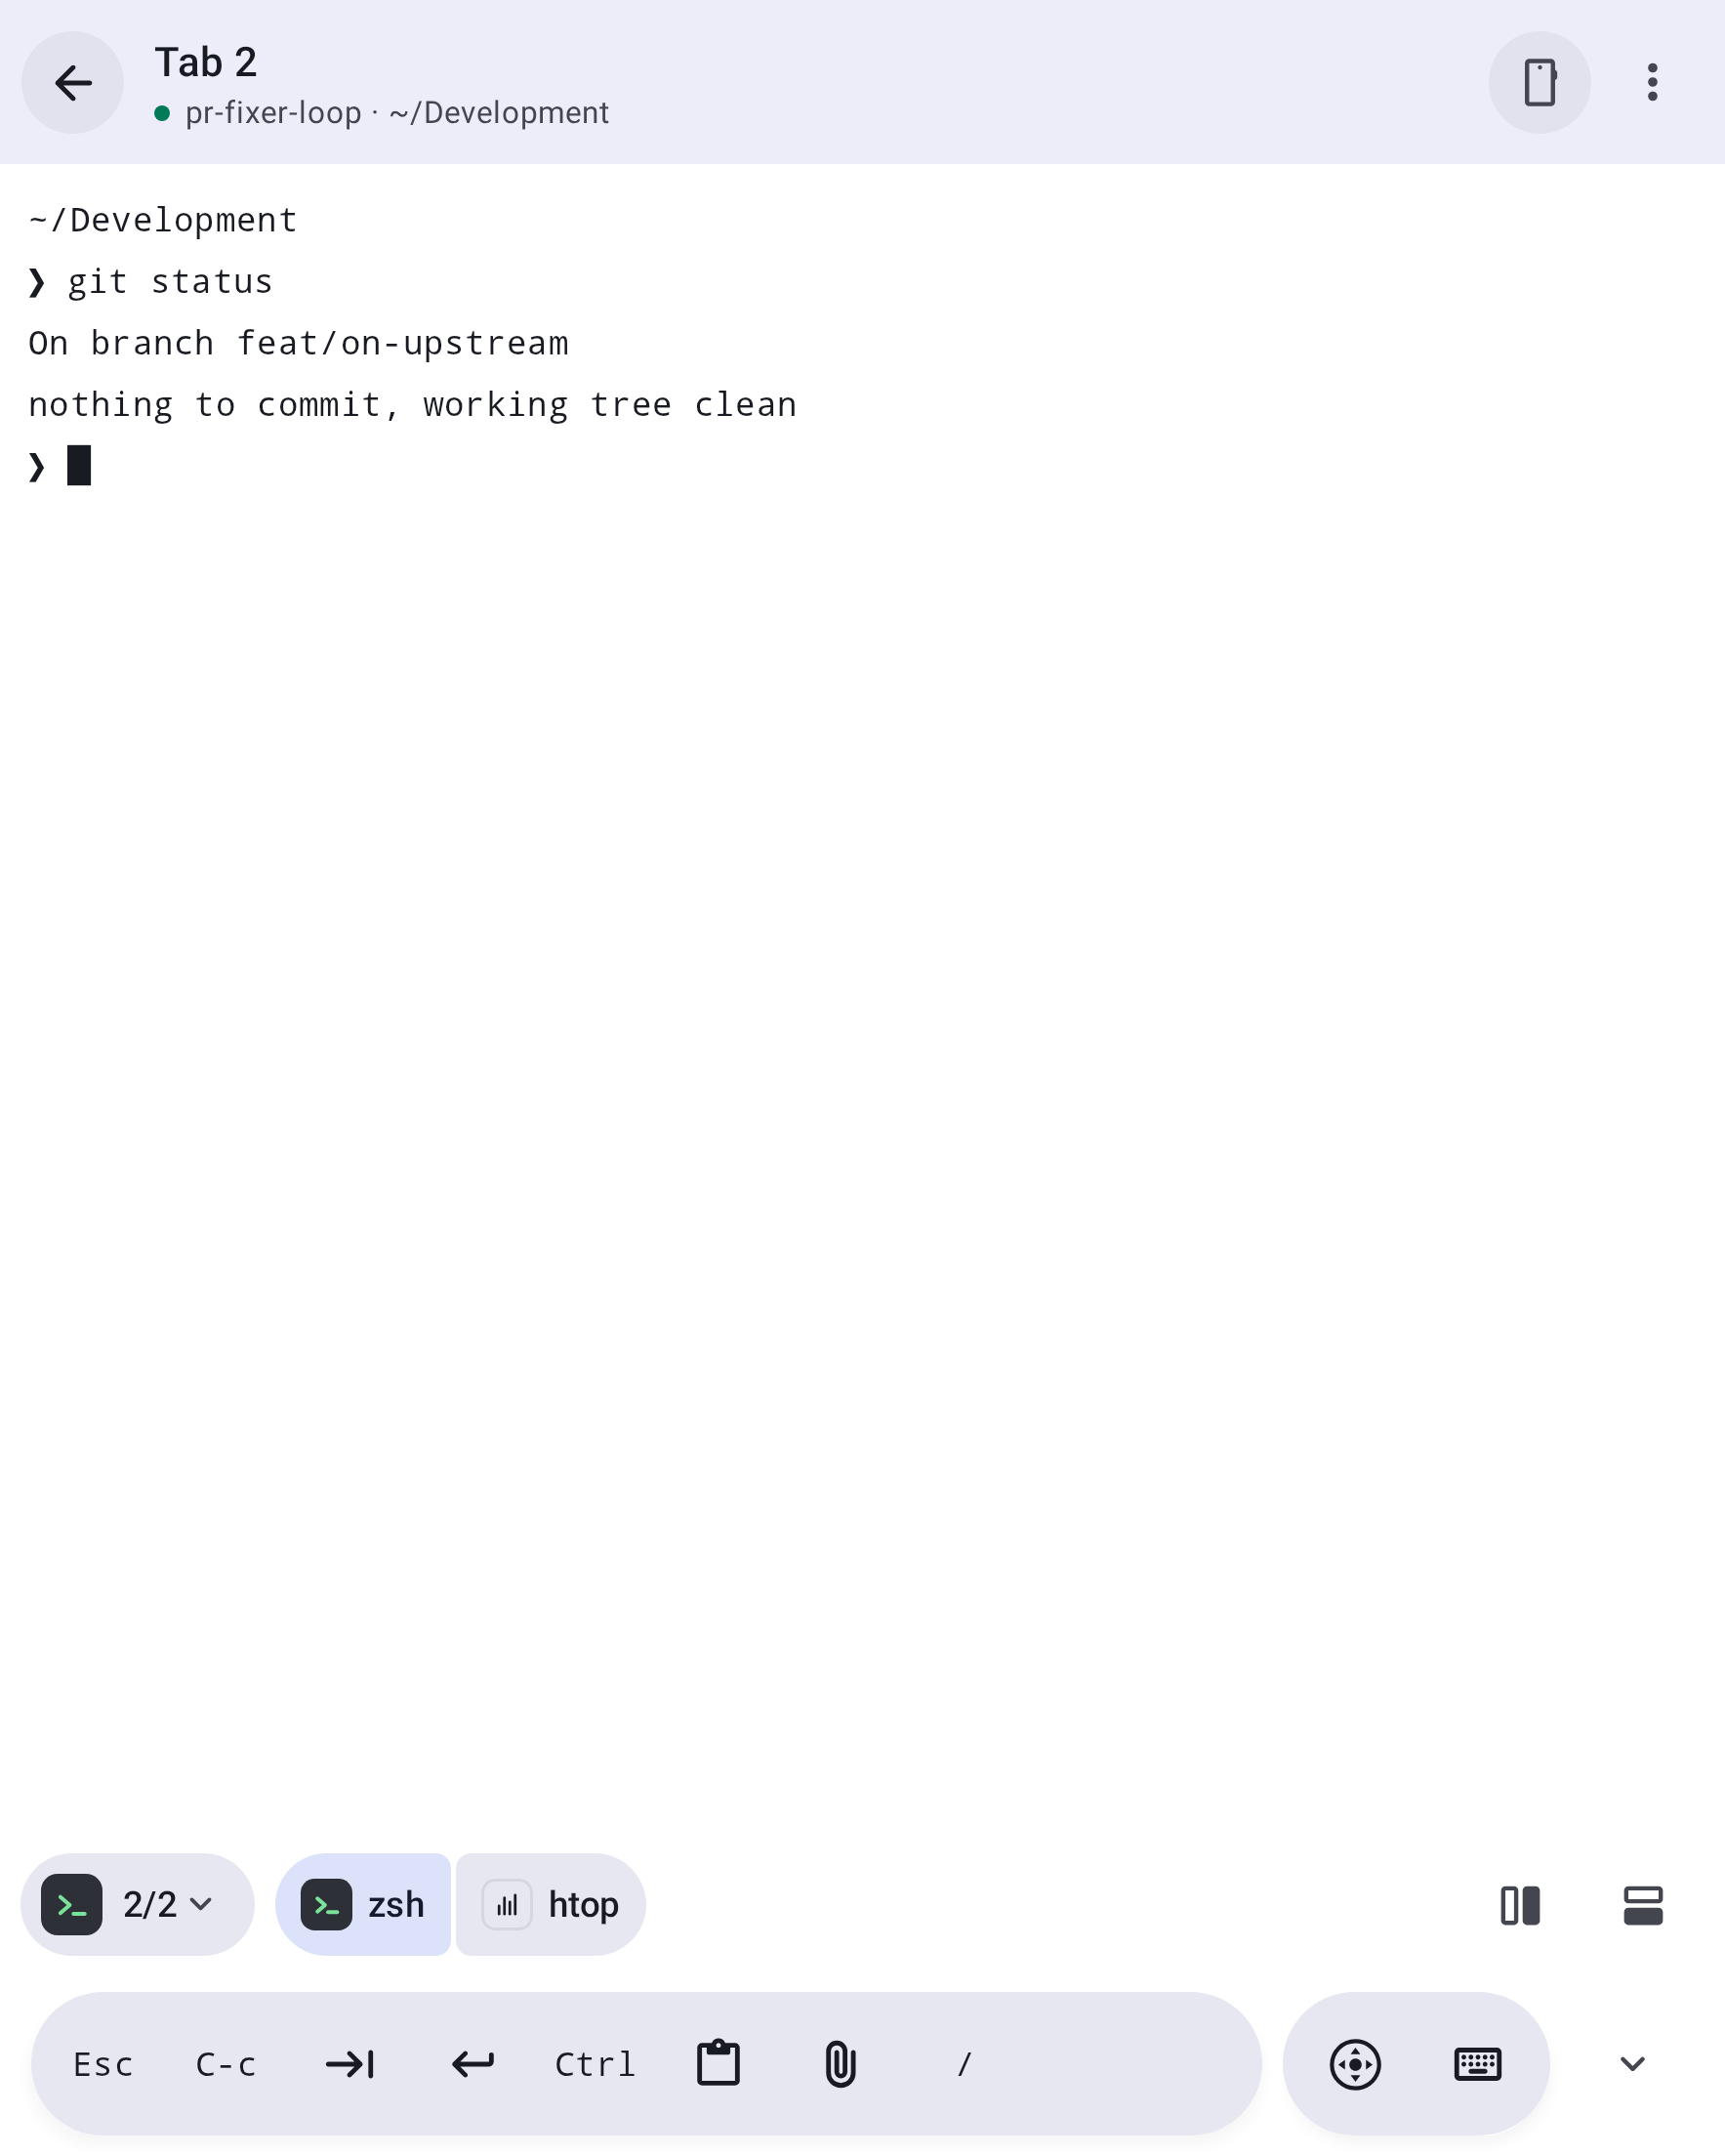 Tab 2
pr-fixer-loop · ~/Development
~/Development
❯ git status
On branch feat/on-upstream
nothing to commit, working tree clean
❯
2/2 zsh htop
Esc C-c Ctrl /